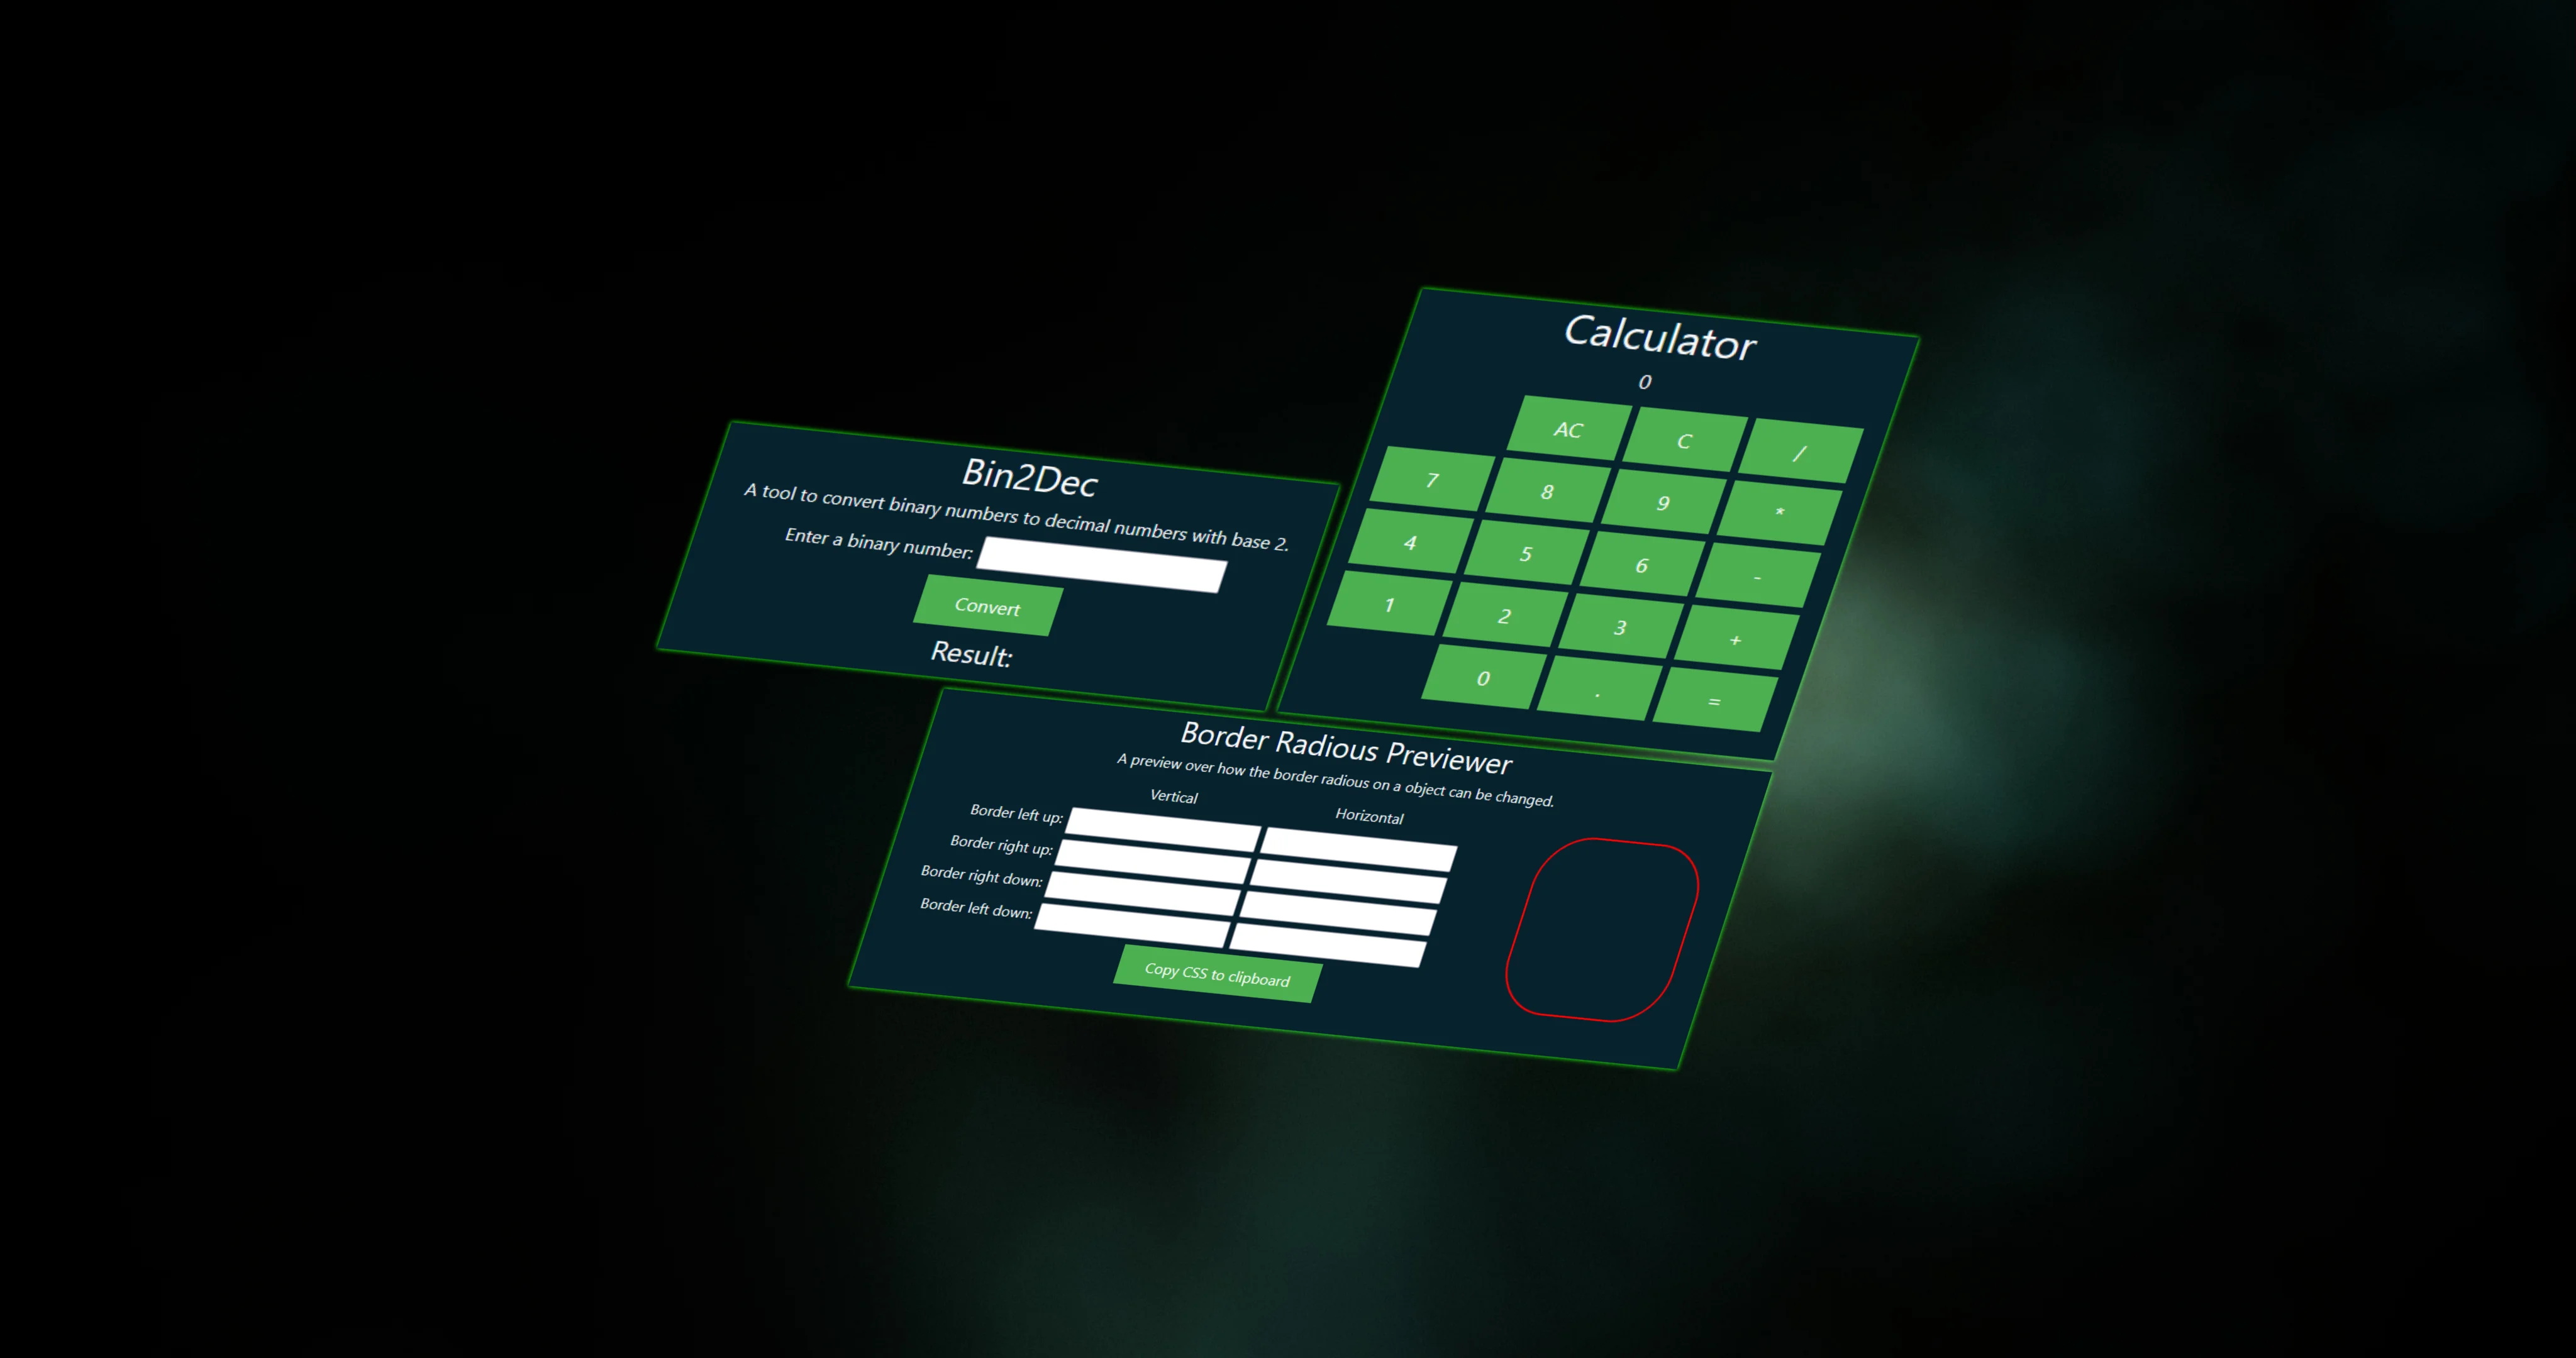 Bin2Dec
A tool to convert binary numbers to decimal numbers with base 2.
Enter a binary number:
Convert
Result:
Calculator
0
AC C /
7 8 9 *
4 5 6 -
1 2 3 +
0 . =
Border Radious Previewer
A preview over how the border radious on a object can be changed.
Vertical Horizontal
Border left up:
Border right up:
Border right down:
Border left down:
Copy CSS to clipboard